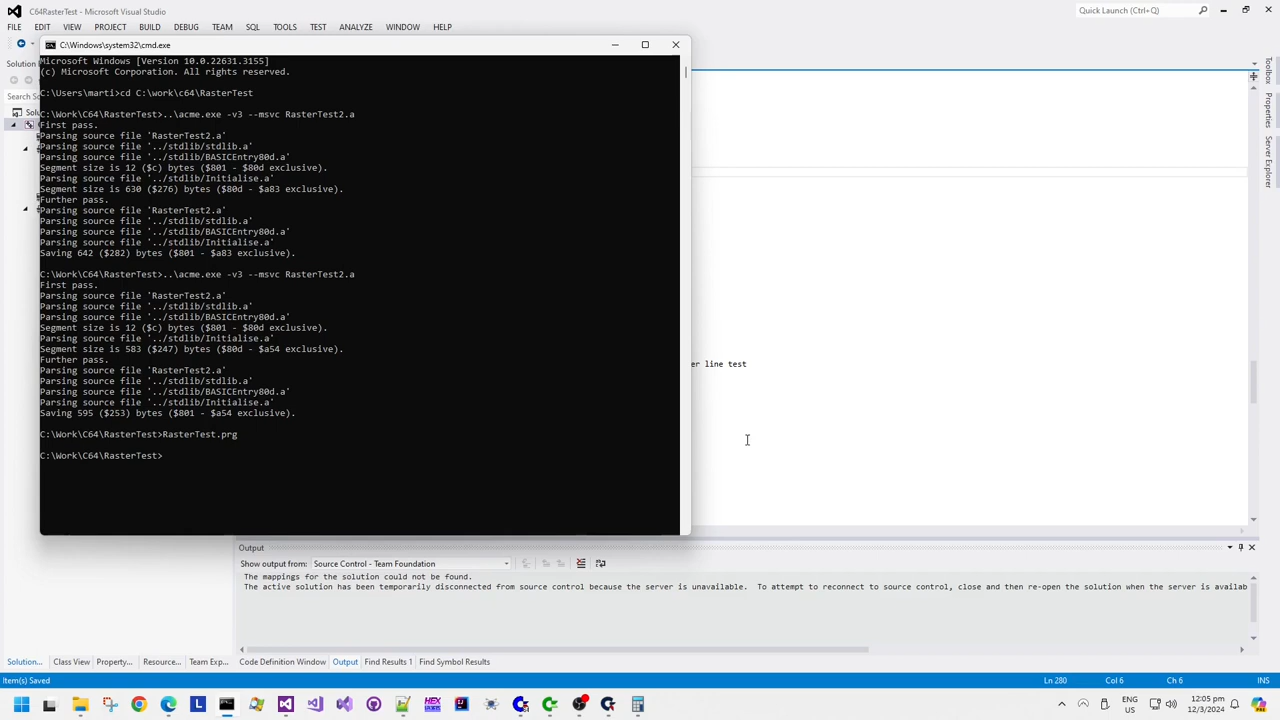 C64RasterTest - Microsoft Visual Studio
Quick Launch (Ctrl+Q)
FILE EDIT VIEW PROJECT BUILD DEBUG TEAM SQL TOOLS TEST ANALYZE WINDOW HELP
C:\Windows\system32\cmd.exe
Microsoft Windows [Version 10.0.22631.3155]
(c) Microsoft Corporation. All rights reserved.
C:\Users\marti>cd C:\work\c64\RasterTest
C:\Work\C64\RasterTest>..\acme.exe -v3 --msvc RasterTest2.a
First pass.
Parsing source file 'RasterTest2.a'
Parsing source file '../stdlib/stdlib.a'
Parsing source file '../stdlib/BASICEntry80d.a'
Segment size is 12 ($c) bytes ($801 - $80d exclusive).
Parsing source file '../stdlib/Initialise.a'
Segment size is 630 ($276) bytes ($80d - $a83 exclusive).
Further pass.
Parsing source file 'RasterTest2.a'
Parsing source file '../stdlib/stdlib.a'
Parsing source file '../stdlib/BASICEntry80d.a'
Parsing source file '../stdlib/Initialise.a'
Saving 642 ($282) bytes ($801 - $a83 exclusive).
C:\Work\C64\RasterTest>..\acme.exe -v3 --msvc RasterTest2.a
First pass.
Parsing source file 'RasterTest2.a'
Parsing source file '../stdlib/stdlib.a'
Parsing source file '../stdlib/BASICEntry80d.a'
Segment size is 12 ($c) bytes ($801 - $80d exclusive).
Parsing source file '../stdlib/Initialise.a'
Segment size is 583 ($247) bytes ($80d - $a54 exclusive).
Further pass.
Parsing source file 'RasterTest2.a'
Parsing source file '../stdlib/stdlib.a'
Parsing source file '../stdlib/BASICEntry80d.a'
Parsing source file '../stdlib/Initialise.a'
Saving 595 ($253) bytes ($801 - $a54 exclusive).
C:\Work\C64\RasterTest>RasterTest.prg
C:\Work\C64\RasterTest>
Solution
Search So
Solu
er line test
Toolbox
Properties
Server Explorer
Output
Show output from: Source Control - Team Foundation
The mappings for the solution could not be found.
The active solution has been temporarily disconnected from source control because the server is unavailable. To attempt to reconnect to source control, close and then re-open the solution when the server is availab
Solution... Class View Property... Resource... Team Exp... Code Definition Window Output Find Results 1 Find Symbol Results
Item(s) Saved Ln 280 Col 6 Ch 6 INS
L HEX ENG US 12:05 pm 12/3/2024